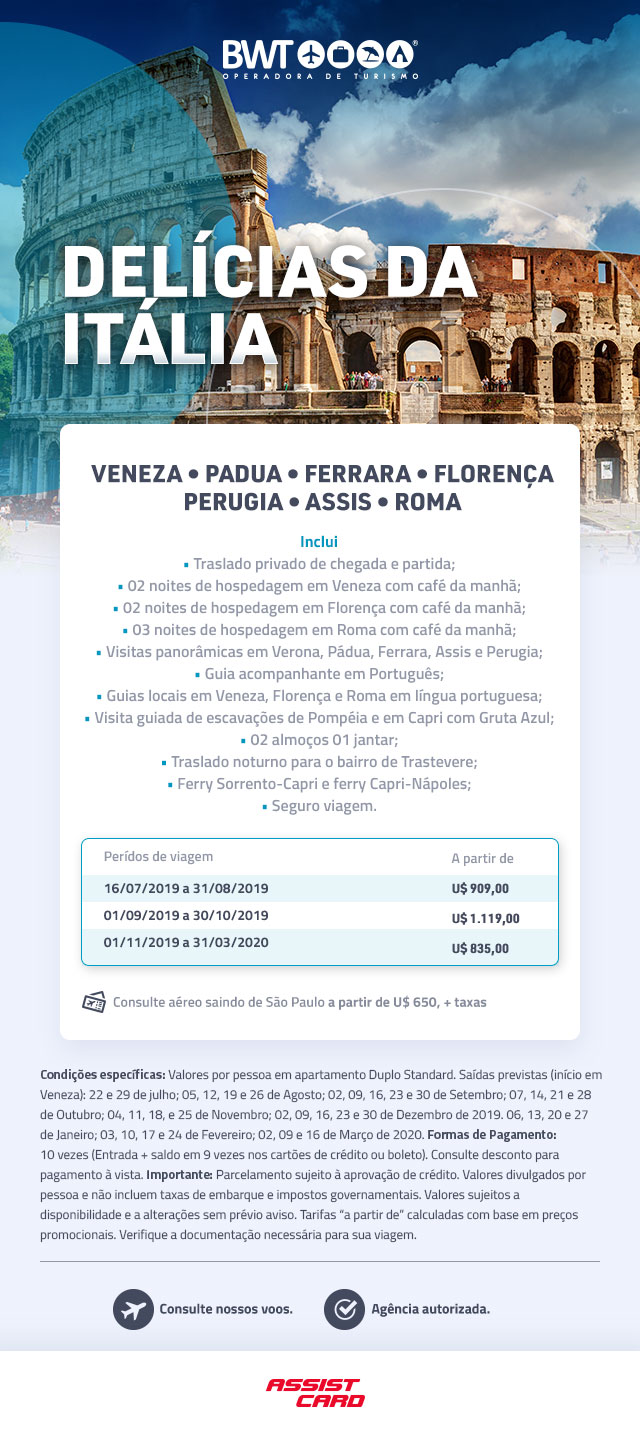 BWT
OPERADORA DE TURISMO
DELÍCIAS DA
ITÁLIA
VENEZA • PADUA • FERRARA • FLORENÇA
PERUGIA • ASSIS • ROMA
Inclui
▪ Traslado privado de chegada e partida;
▪ 02 noites de hospedagem em Veneza com café da manhã;
▪ 02 noites de hospedagem em Florença com café da manhã;
▪ 03 noites de hospedagem em Roma com café da manhã;
▪ Visitas panorâmicas em Verona, Pádua, Ferrara, Assis e Perugia;
▪ Guia acompanhante em Português;
▪ Guias locais em Veneza, Florença e Roma em língua portuguesa;
▪ Visita guiada de escavações de Pompéia e em Capri com Gruta Azul;
▪ 02 almoços 01 jantar;
▪ Traslado noturno para o bairro de Trastevere;
▪ Ferry Sorrento-Capri e ferry Capri-Nápoles;
▪ Seguro viagem.
Perídos de viagem A partir de
16/07/2019 a 31/08/2019 U$ 909,00
01/09/2019 a 30/10/2019 U$ 1.119,00
01/11/2019 a 31/03/2020 U$ 835,00
Consulte aéreo saindo de São Paulo a partir de U$ 650, + taxas
Condições específicas: Valores por pessoa em apartamento Duplo Standard. Saídas previstas (início em
Veneza): 22 e 29 de julho; 05, 12, 19 e 26 de Agosto; 02, 09, 16, 23 e 30 de Setembro; 07, 14, 21 e 28
de Outubro; 04, 11, 18, e 25 de Novembro; 02, 09, 16, 23 e 30 de Dezembro de 2019. 06, 13, 20 e 27
de Janeiro; 03, 10, 17 e 24 de Fevereiro; 02, 09 e 16 de Março de 2020. Formas de Pagamento:
10 vezes (Entrada + saldo em 9 vezes nos cartões de crédito ou boleto). Consulte desconto para
pagamento à vista. Importante: Parcelamento sujeito à aprovação de crédito. Valores divulgados por
pessoa e não incluem taxas de embarque e impostos governamentais. Valores sujeitos a
disponibilidade e a alterações sem prévio aviso. Tarifas “a partir de” calculadas com base em preços
promocionais. Verifique a documentação necessária para sua viagem.
Consulte nossos voos. Agência autorizada.
ASSIST
CARD